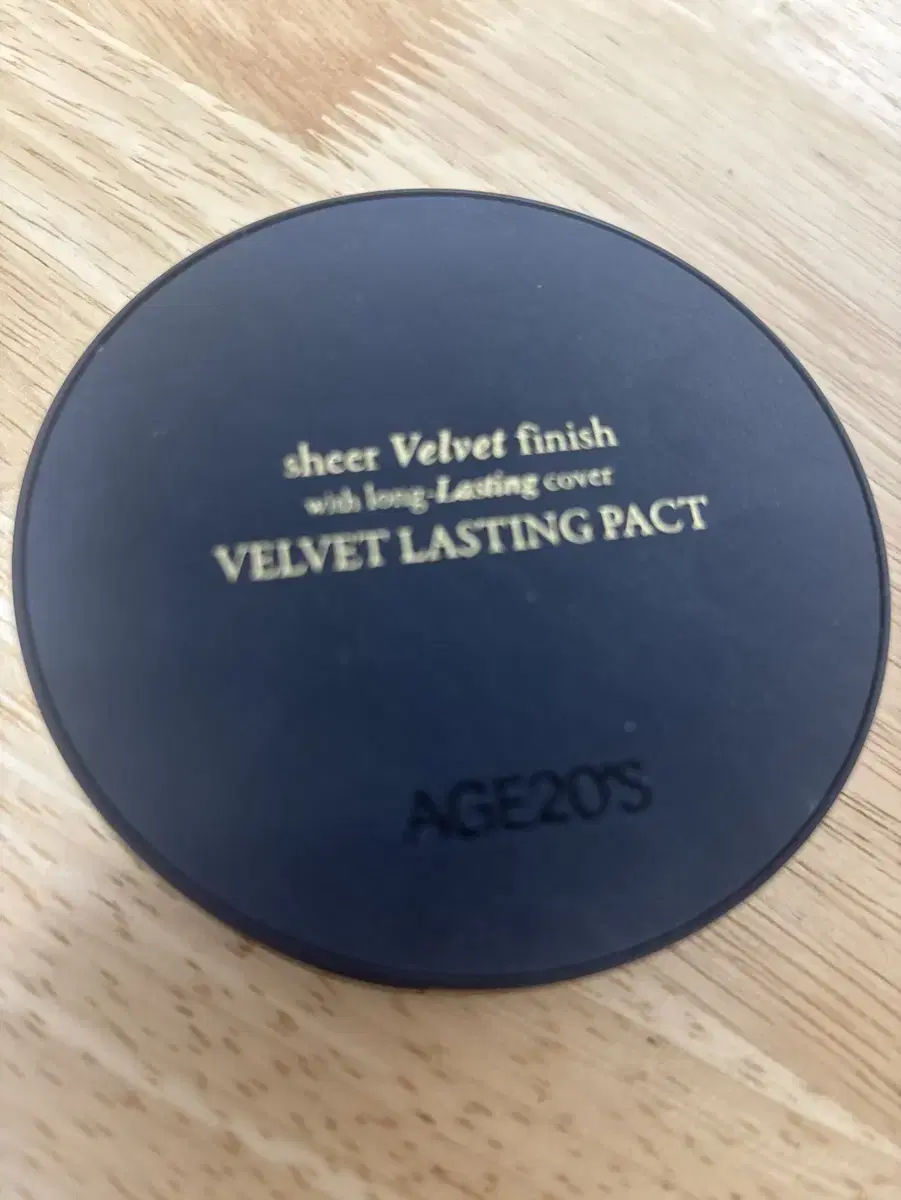 sheer Velvet finish
with long-Lasting cover
VELVET LASTING PACT
AGE20'S